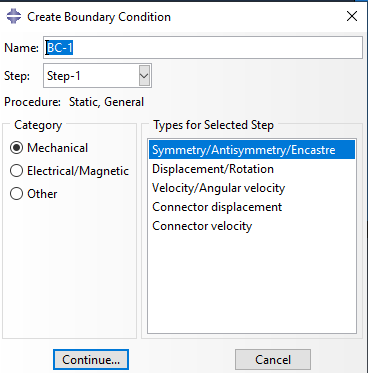 Create Boundary Condition
Name: BC-1
Step: Step-1
Procedure: Static, General
Category
Mechanical
Electrical/Magnetic
Other
Types for Selected Step
Symmetry/Antisymmetry/Encastre
Displacement/Rotation
Velocity/Angular velocity
Connector displacement
Connector velocity
Continue...
Cancel